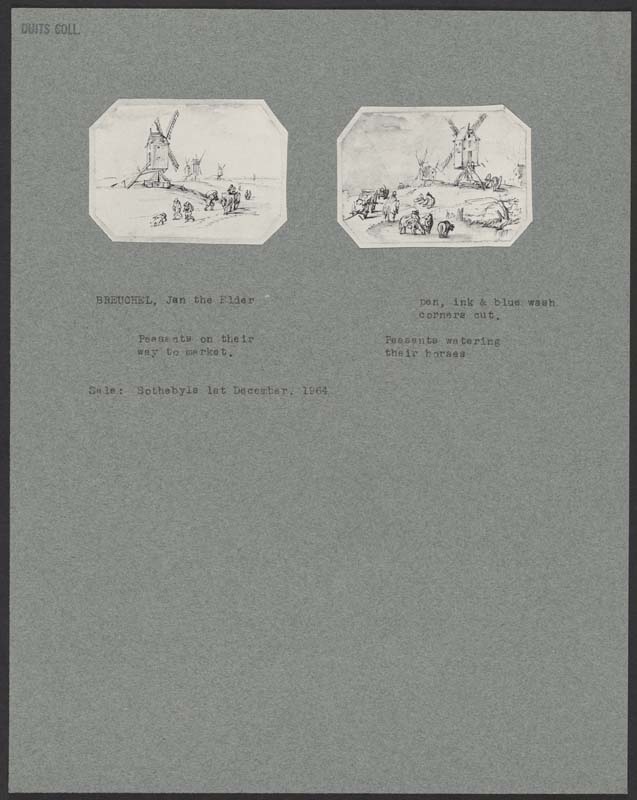 DUITS COLL.
BREUGHEL, Jan the Elder
pen, ink & blue wash
corners cut.
Peasants on their
way to market.
Peasants watering
their horses
Sale: Sothebyls 1st December, 1964